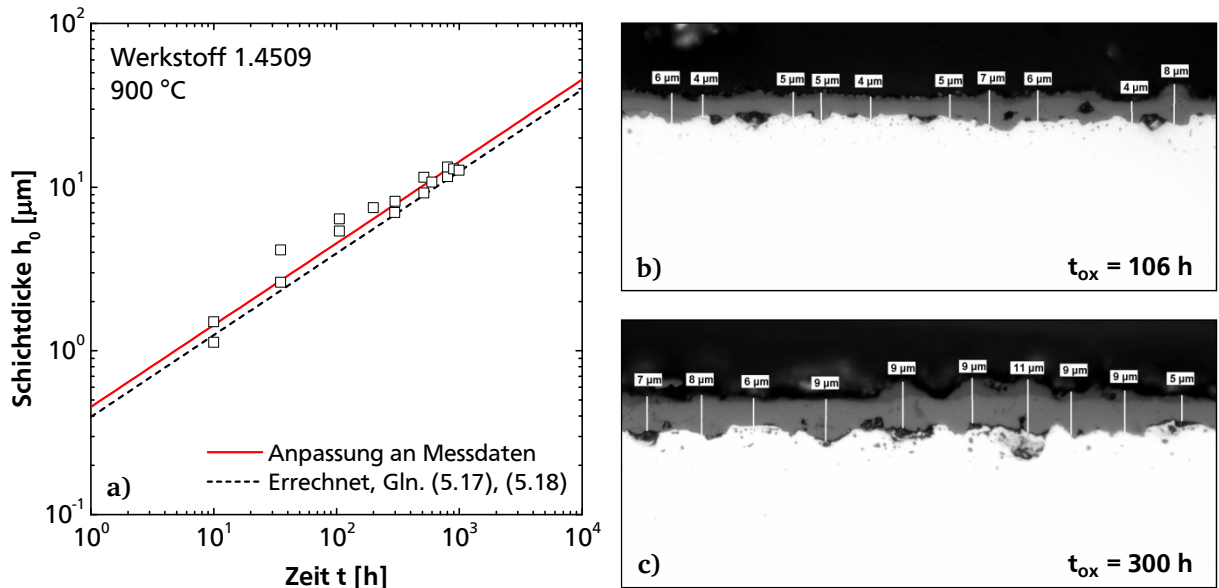 Werkstoff 1.4509
900 °C
10²
10¹
10⁰
10⁻¹
Schichtdicke h₀ [µm]
Anpassung an Messdaten
Errechnet, Gln. (5.17), (5.18)
a)
10⁰ 10¹ 10² 10³ 10⁴
Zeit t [h]
6 µm 4 µm 5 µm 5 µm 4 µm 5 µm 7 µm 6 µm 4 µm 8 µm
b) tₒₓ = 106 h
7 µm 8 µm 6 µm 9 µm 9 µm 9 µm 11 µm 9 µm 9 µm 5 µm
c) tₒₓ = 300 h